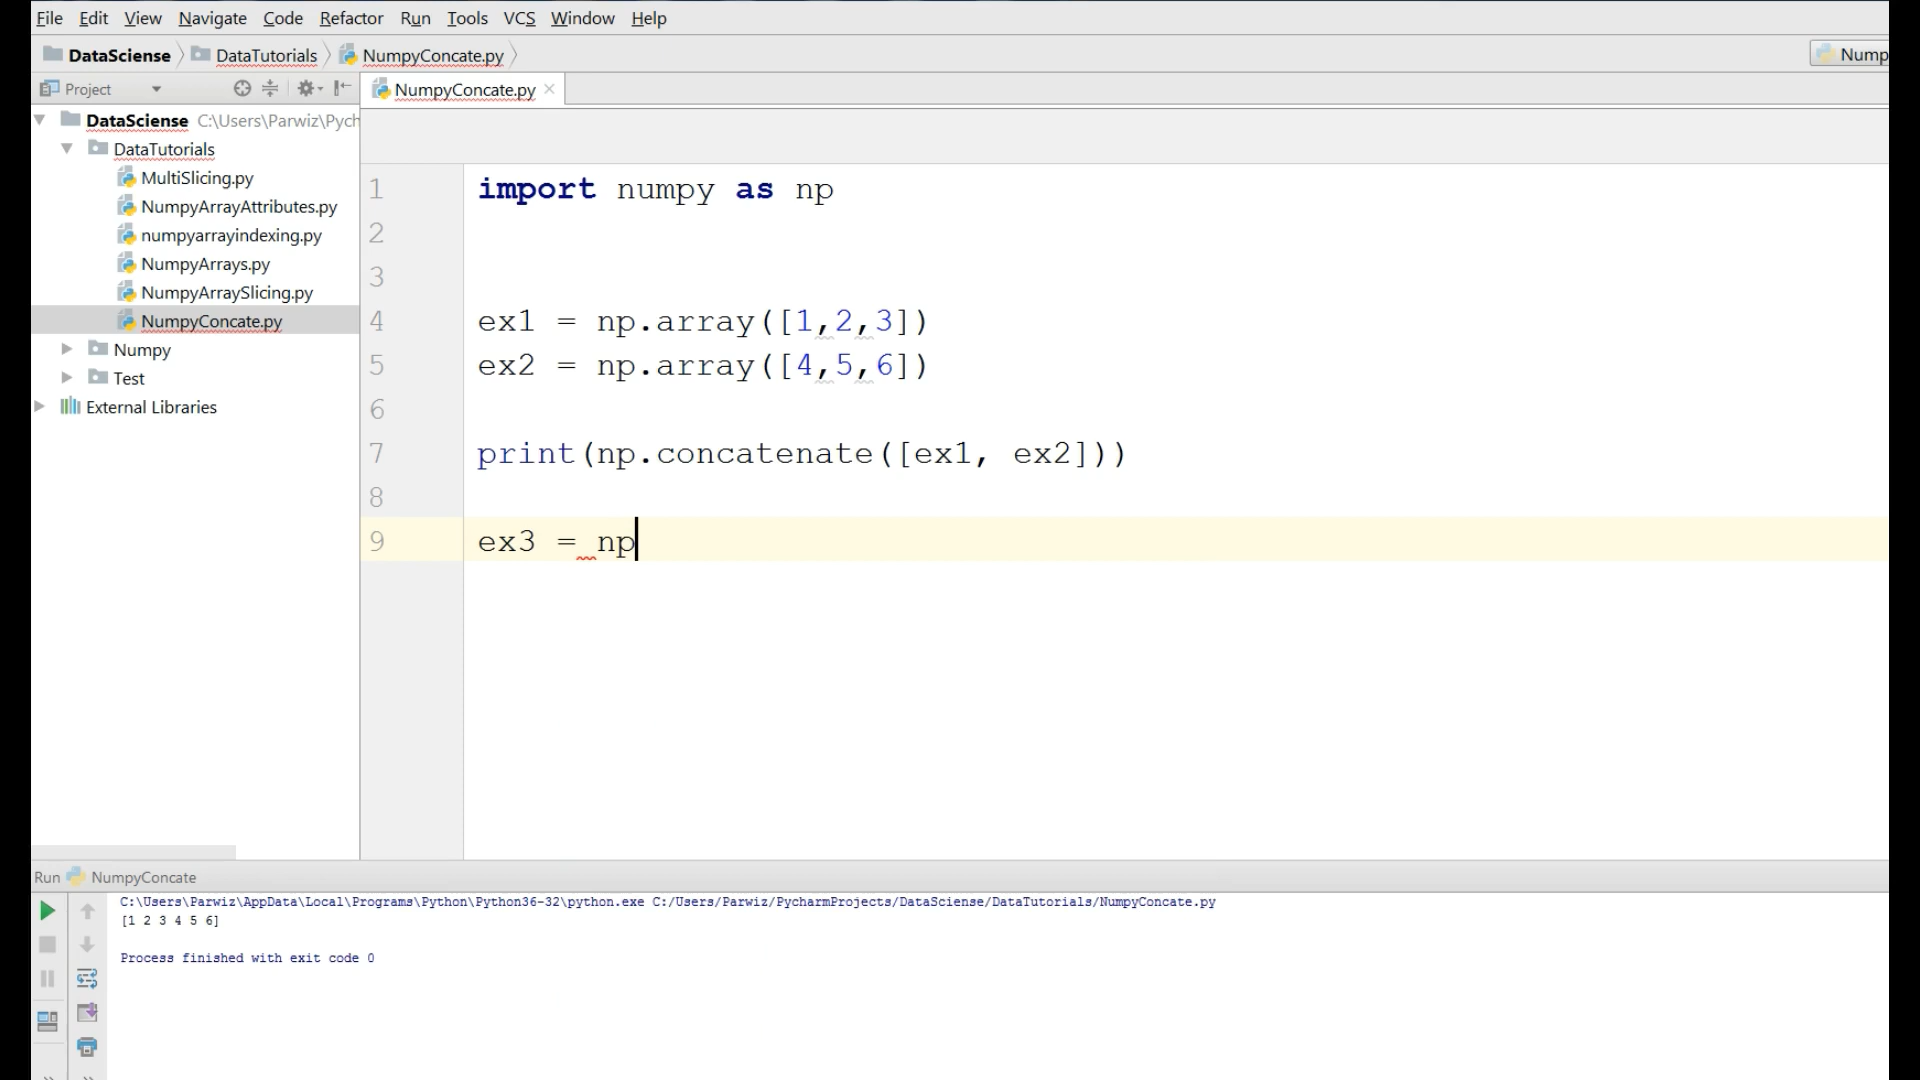 File Edit View Navigate Code Refactor Run Tools VCS Window Help
DataSciense DataTutorials NumpyConcate.py Nump
Project NumpyConcate.py
DataSciense C:\Users\Parwiz\Pych
DataTutorials
MultiSlicing.py
NumpyArrayAttributes.py
numpyarrayindexing.py
NumpyArrays.py
NumpyArraySlicing.py
NumpyConcate.py
Numpy
Test
External Libraries
1 import numpy as np
2
3
4 ex1 = np.array([1,2,3])
5 ex2 = np.array([4,5,6])
6
7 print(np.concatenate([ex1, ex2]))
8
9 ex3 = np
Run NumpyConcate
C:\Users\Parwiz\AppData\Local\Programs\Python\Python36-32\python.exe C:/Users/Parwiz/PycharmProjects/DataSciense/DataTutorials/NumpyConcate.py
[1 2 3 4 5 6]
Process finished with exit code 0